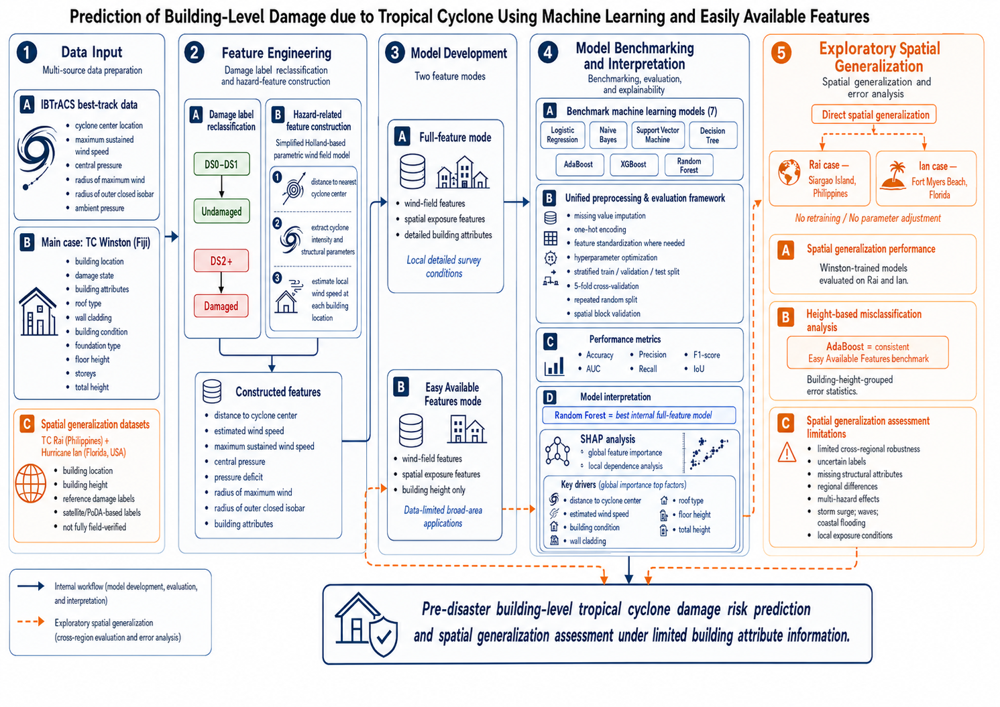 Prediction of Building-Level Damage due to Tropical Cyclone Using Machine Learning and Easily Available Features
1
Data Input
Multi-source data preparation
A
IBTrACS best-track data
• cyclone center location
• maximum sustained
wind speed
• central pressure
• radius of maximum wind
• radius of outer closed isobar
• ambient pressure
B
Main case: TC Winston (Fiji)
• building location
• damage state
• building attributes
• roof type
• wall cladding
• building condition
• foundation type
• floor height
• storeys
• total height
C
Spatial generalization datasets
TC Rai (Philippines) +
Hurricane Ian (Florida, USA)
• building location
• building height
• reference damage labels
• satellite/PoDA-based labels
• not fully field-verified
2
Feature Engineering
Damage label reclassification
and hazard-feature construction
A
Damage label
reclassification
DS0–DS1
Undamaged
DS2+
Damaged
B
Hazard-related
feature construction
Simplified Holland-based
parametric wind field model
1
distance to nearest
cyclone center
2
extract cyclone
intensity and
structural parameters
3
estimate local
wind speed at
each building
location
Constructed features
• distance to cyclone center
• estimated wind speed
• maximum sustained wind speed
• central pressure
• pressure deficit
• radius of maximum wind
• radius of outer closed isobar
• building attributes
3
Model Development
Two feature modes
A
Full-feature mode
• wind-field features
• spatial exposure features
• detailed building attributes
Local detailed survey
conditions
B
Easy Available
Features mode
• wind-field features
• spatial exposure features
• building height only
Data-limited broad-area
applications
4
Model Benchmarking
and Interpretation
Benchmarking, evaluation,
and explainability
A
Benchmark machine learning models (7)
Logistic
Regression
Naive
Bayes
Support Vector
Machine
Decision
Tree
AdaBoost
XGBoost
Random
Forest
B
Unified preprocessing & evaluation framework
• missing value imputation
• one-hot encoding
• feature standardization where needed
• hyperparameter optimization
• stratified train / validation / test split
• 5-fold cross-validation
• repeated random split
• spatial block validation
C
Performance metrics
• Accuracy • Precision • F1-score
• AUC • Recall • IoU
D
Model interpretation
Random Forest = best internal full-feature model
SHAP analysis
• global feature importance
• local dependence analysis
Key drivers (global importance top factors)
• distance to cyclone center
• estimated wind speed
• building condition
• wall cladding
• roof type
• floor height
• total height
5
Exploratory Spatial
Generalization
Spatial generalization and
error analysis
Direct spatial generalization
Rai case —
Siargao Island,
Philippines
Ian case —
Fort Myers Beach,
Florida
No retraining / No parameter adjustment
A
Spatial generalization performance
Winston-trained models
evaluated on Rai and Ian.
B
Height-based misclassification
analysis
AdaBoost = consistent
Easy Available Features benchmark
Building-height-grouped
error statistics.
C
Spatial generalization assessment
limitations
• limited cross-regional robustness
• uncertain labels
• missing structural attributes
• regional differences
• multi-hazard effects
• storm surge; waves;
coastal flooding
• local exposure conditions
Internal workflow (model development, evaluation,
and interpretation)
Exploratory spatial generalization
(cross-region evaluation and error analysis)
Pre-disaster building-level tropical cyclone damage risk prediction
and spatial generalization assessment under limited building attribute information.